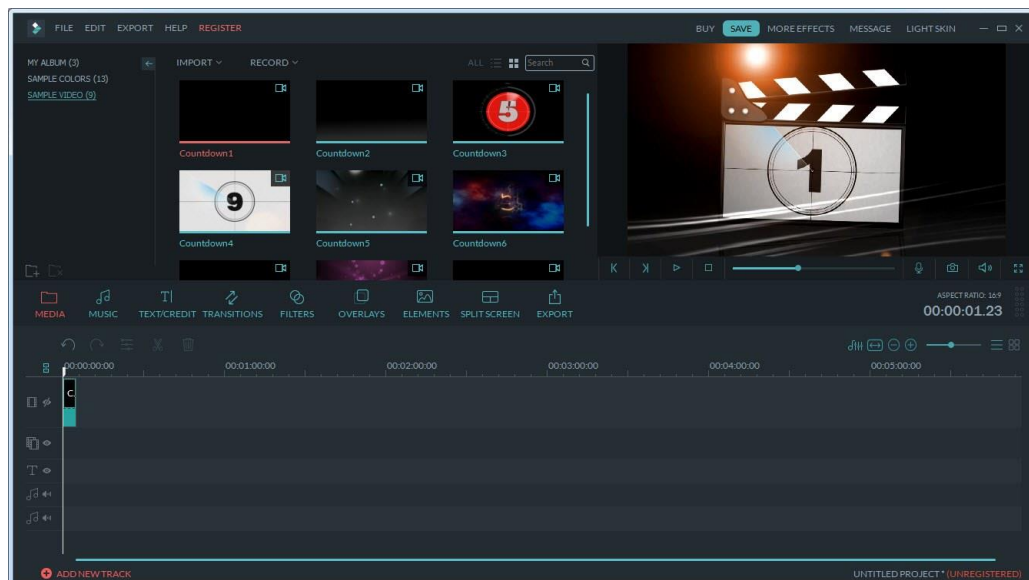 FILE EDIT EXPORT HELP REGISTER BUY SAVE MORE EFFECTS MESSAGE LIGHT SKIN
MY ALBUM (3)
SAMPLE COLORS (13)
SAMPLE VIDEO (9)
IMPORT RECORD ALL Search
5
Countdown1 Countdown2 Countdown3
9
Countdown4 Countdown5 Countdown6
1
MEDIA MUSIC TEXT/CREDIT TRANSITIONS FILTERS OVERLAYS ELEMENTS SPLIT SCREEN EXPORT
ASPECT RATIO: 16:9
00:00:01.23
00:00:00:00 00:01:00:00 00:02:00:00 00:03:00:00 00:04:00:00 00:05:00:00
C
ADD NEW TRACK UNTITLED PROJECT * (UNREGISTERED)